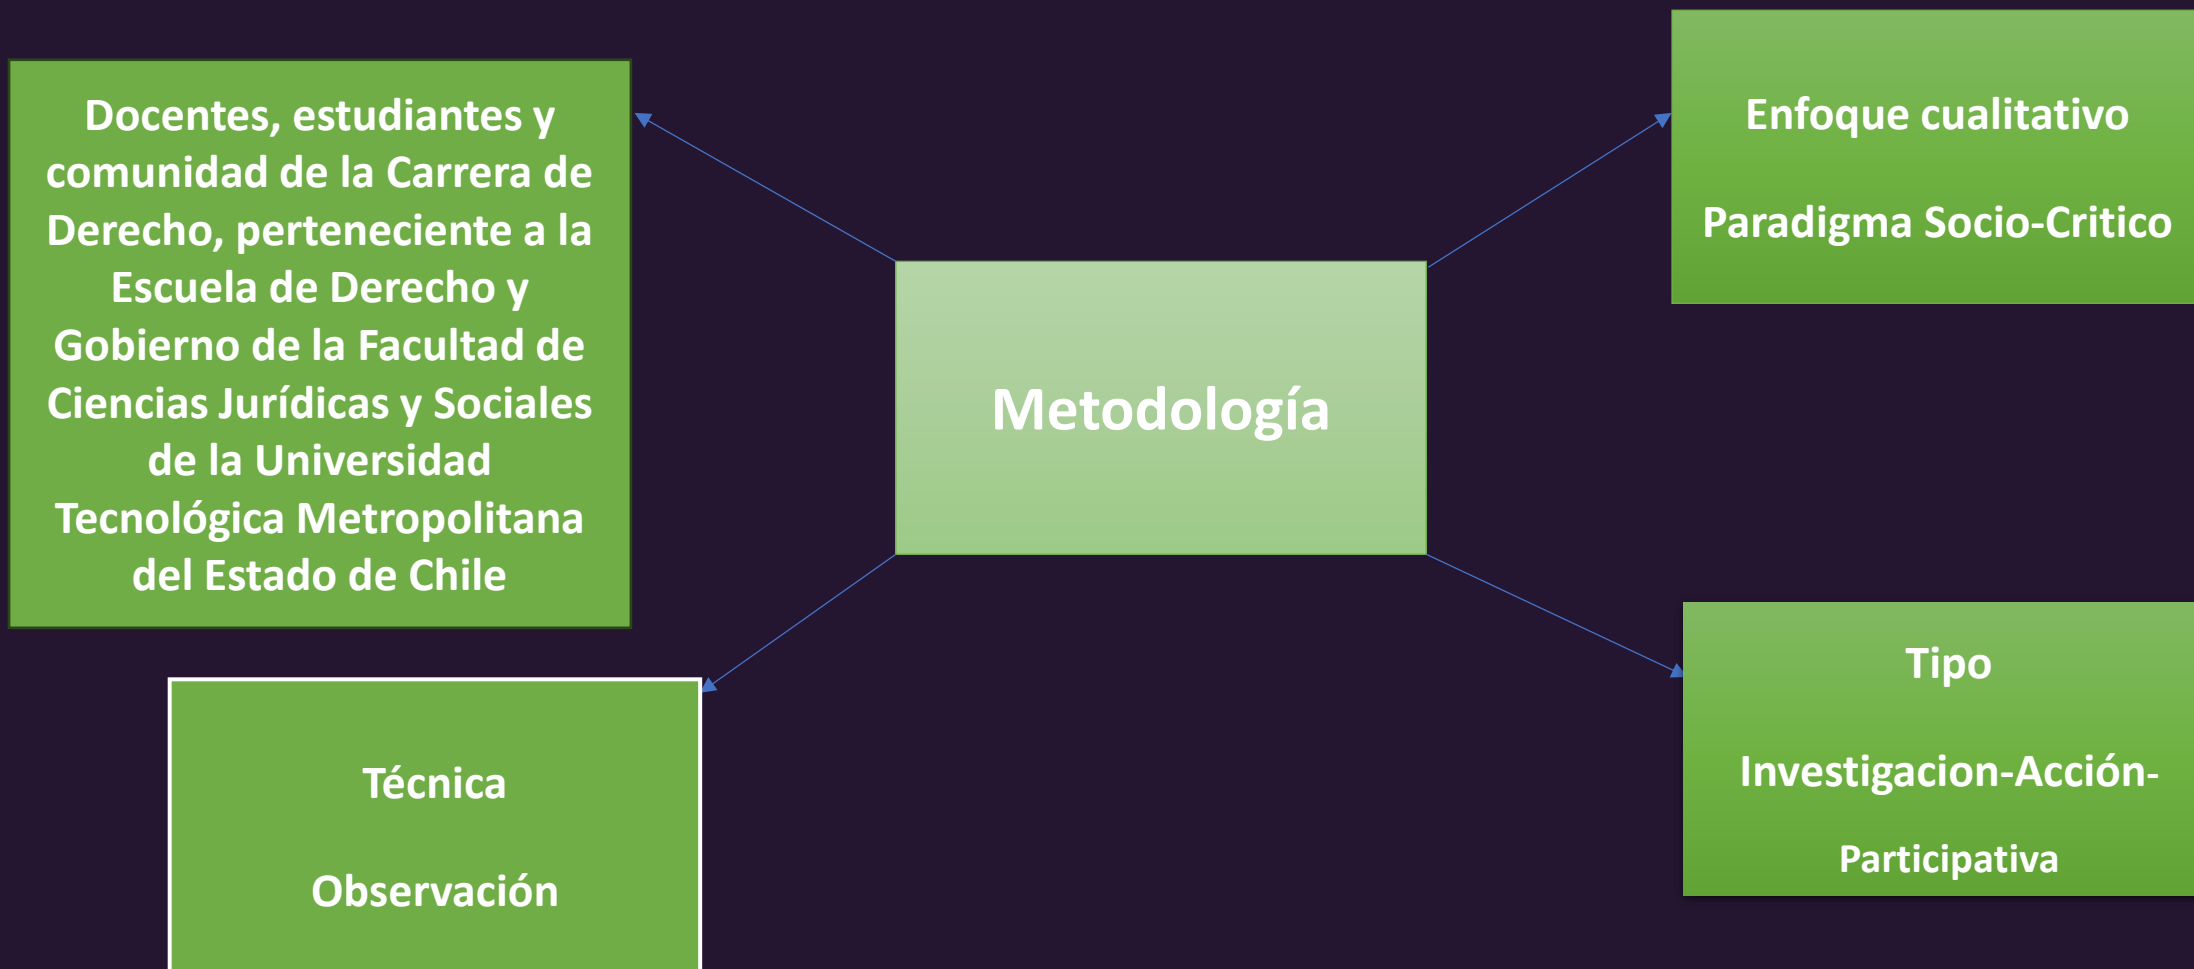 Docentes, estudiantes y
comunidad de la Carrera de
Derecho, perteneciente a la
Escuela de Derecho y
Gobierno de la Facultad de
Ciencias Jurídicas y Sociales
de la Universidad
Tecnológica Metropolitana
del Estado de Chile
Enfoque cualitativo
Paradigma Socio-Critico
Metodología
Técnica
Observación
Tipo
Investigacion-Acción-
Participativa